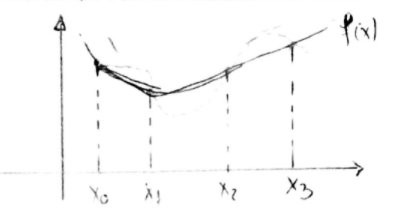 φ(x)
x₀ x₁ x₂ x₃